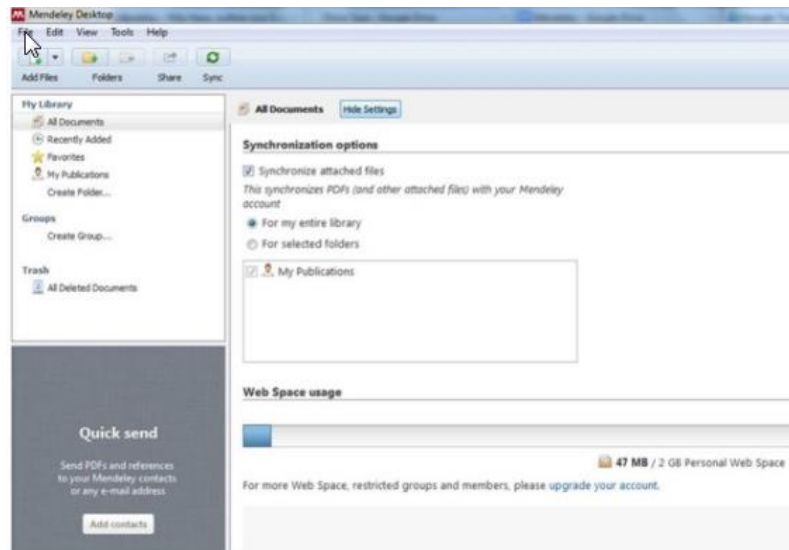 Mendeley Desktop
File Edit View Tools Help
Add Files Folders Share Sync
My Library
All Documents
Recently Added
Favorites
My Publications
Create Folder...
Groups
Create Group...
Trash
All Deleted Documents
Quick send
Send PDFs and references
to your Mendeley contacts
or any e-mail address
Add contacts
All Documents Hide Settings
Synchronization options
Synchronize attached files
This synchronizes PDFs (and other attached files) with your Mendeley
account
For my entire library
For selected folders
My Publications
Web Space usage
47 MB / 2 GB Personal Web Space
For more Web Space, restricted groups and members, please upgrade your account.